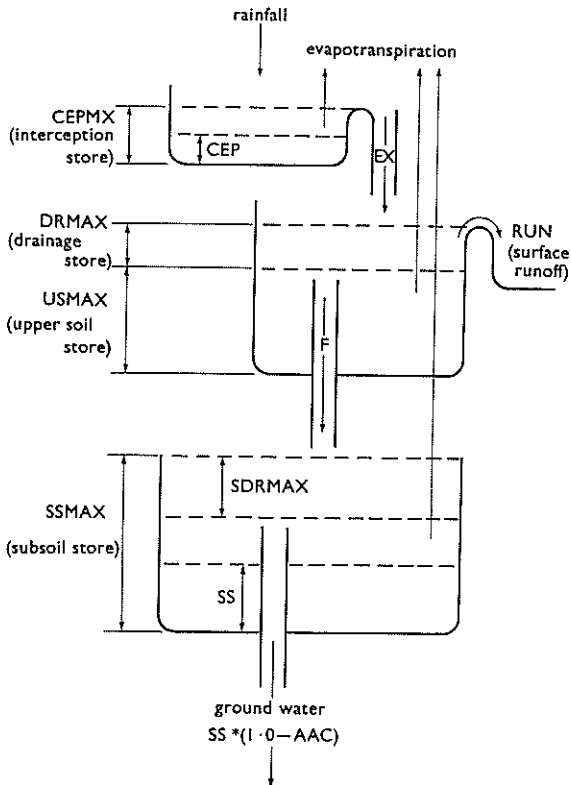 rainfall
evapotranspiration
CEPMX
(interception
store)
CEP
EX
DRMAX
(drainage
store)
RUN
(surface
runoff)
USMAX
(upper soil
store)
F
SSMAX
(subsoil store)
SDRMAX
SS
ground water
SS *(1·0—AAC)